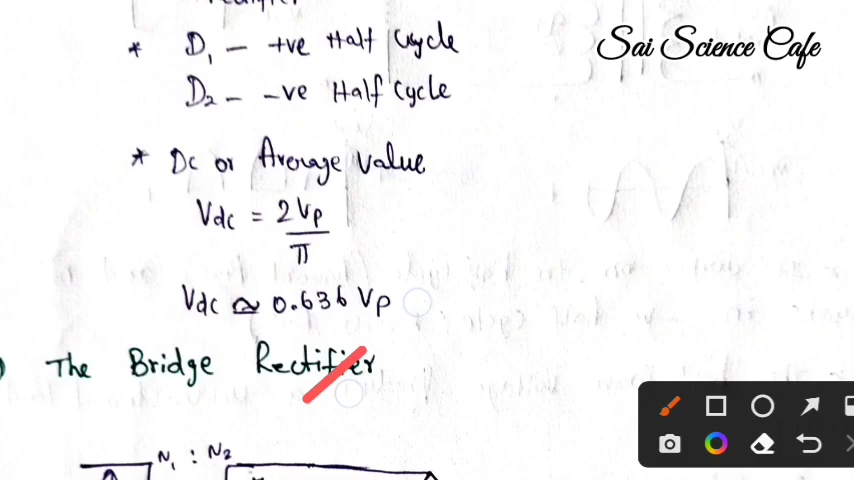 Sai Science Cafe
* D₁ – +ve Half Cycle
D₂ – -ve Half Cycle
* Dc or Average Value
Vdc = 2Vp / π
Vdc ≃ 0.636 Vp
) The Bridge Rectifier
N₁ : N₂